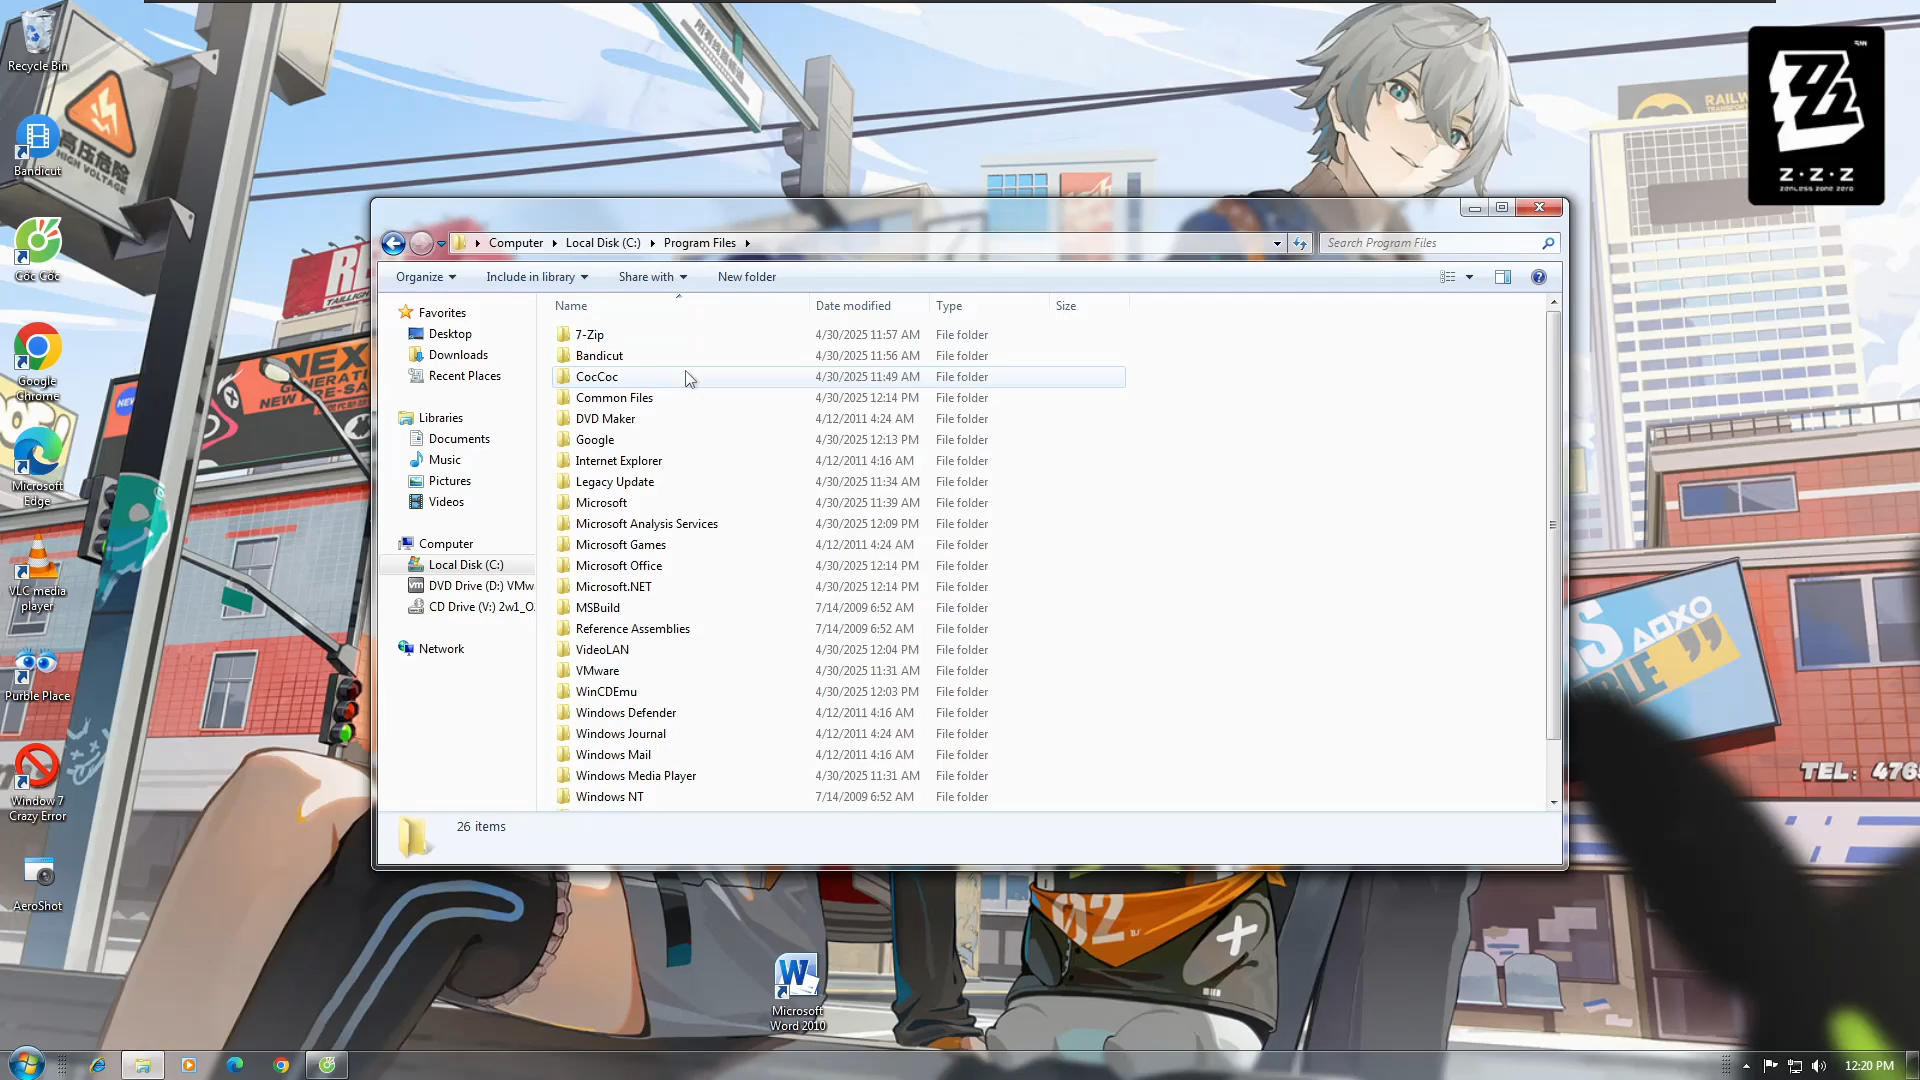 Recycle Bin
Bandicut
Cốc Cốc
Google
Chrome
Microsoft
Edge
VLC media
player
Purble Place
Window 7
Crazy Error
AeroShot
高压危险
HIGH VOLTAGE
NEW
RAILW
Z·Z·Z
ZENLESS ZONE ZERO
Computer
Local Disk (C:)
Program Files
Search Program Files
Organize
Include in library
Share with
New folder
Favorites
Desktop
Downloads
Recent Places
Libraries
Documents
Music
Pictures
Videos
Computer
Local Disk (C:)
DVD Drive (D:) VMw
CD Drive (V:) 2w1_O
Network
Name Date modified Type Size
7-Zip 4/30/2025 11:57 AM File folder
Bandicut 4/30/2025 11:56 AM File folder
CocCoc 4/30/2025 11:49 AM File folder
Common Files 4/30/2025 12:14 PM File folder
DVD Maker 4/12/2011 4:24 AM File folder
Google 4/30/2025 12:13 PM File folder
Internet Explorer 4/12/2011 4:16 AM File folder
Legacy Update 4/30/2025 11:34 AM File folder
Microsoft 4/30/2025 11:39 AM File folder
Microsoft Analysis Services 4/30/2025 12:09 PM File folder
Microsoft Games 4/12/2011 4:24 AM File folder
Microsoft Office 4/30/2025 12:14 PM File folder
Microsoft.NET 4/30/2025 12:14 PM File folder
MSBuild 7/14/2009 6:52 AM File folder
Reference Assemblies 7/14/2009 6:52 AM File folder
VideoLAN 4/30/2025 12:04 PM File folder
VMware 4/30/2025 11:31 AM File folder
WinCDEmu 4/30/2025 12:03 PM File folder
Windows Defender 4/12/2011 4:16 AM File folder
Windows Journal 4/12/2011 4:24 AM File folder
Windows Mail 4/12/2011 4:16 AM File folder
Windows Media Player 4/30/2025 11:31 AM File folder
Windows NT 7/14/2009 6:52 AM File folder
26 items
TEL: 476
02
Microsoft
Word 2010
12:20 PM